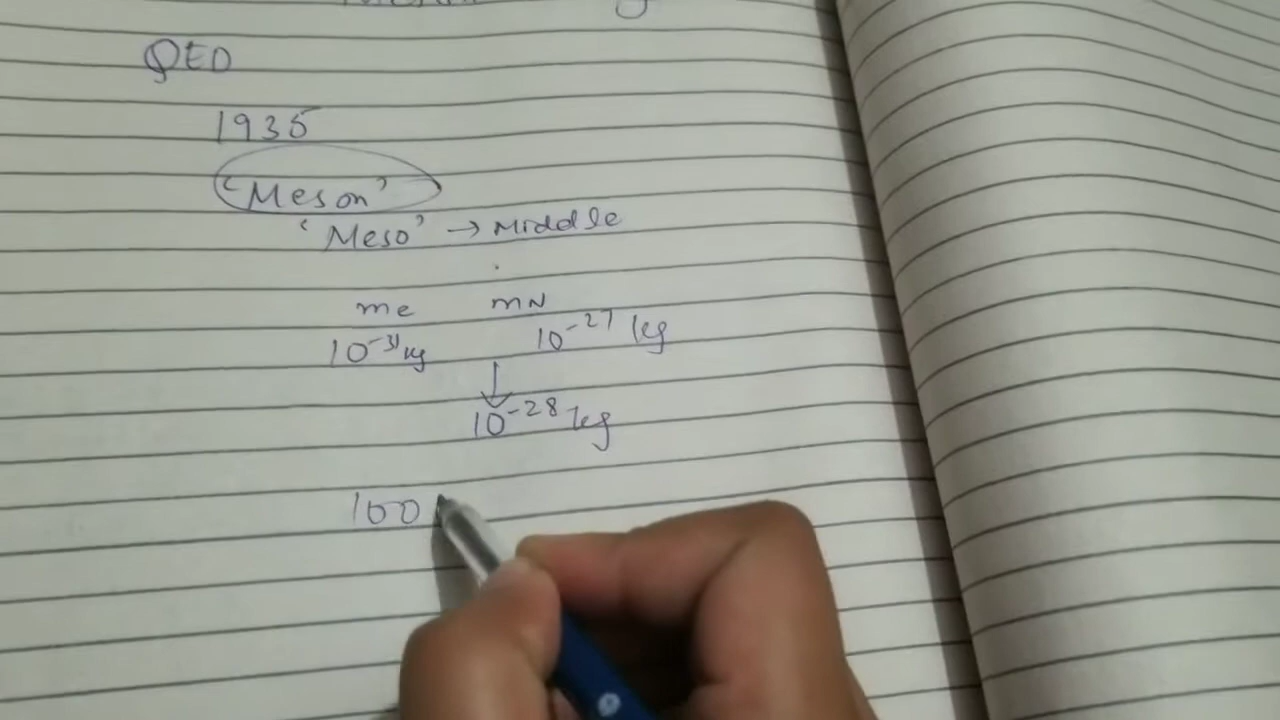 QED
1935
'Meson'
'Meso' → Middle
me mN
10⁻³¹kg 10⁻²⁷ kg
↓
10⁻²⁸ kg
100